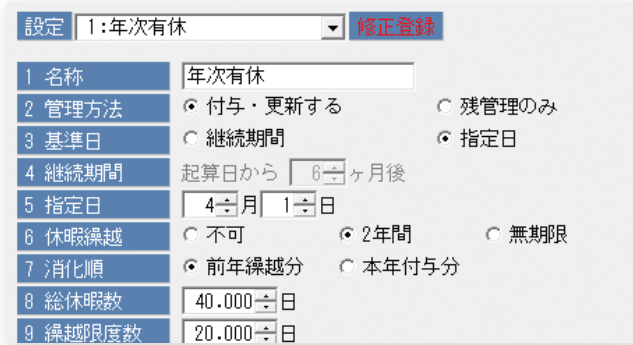 設定 1:年次有休 修正登録
1 名称 年次有休
2 管理方法 付与・更新する 残管理のみ
3 基準日 継続期間 指定日
4 継続期間 起算日から 6 ヶ月後
5 指定日 4 月 1 日
6 休暇繰越 不可 2年間 無期限
7 消化順 前年繰越分 本年付与分
8 総休暇数 40.000 日
9 繰越限度数 20.000 日